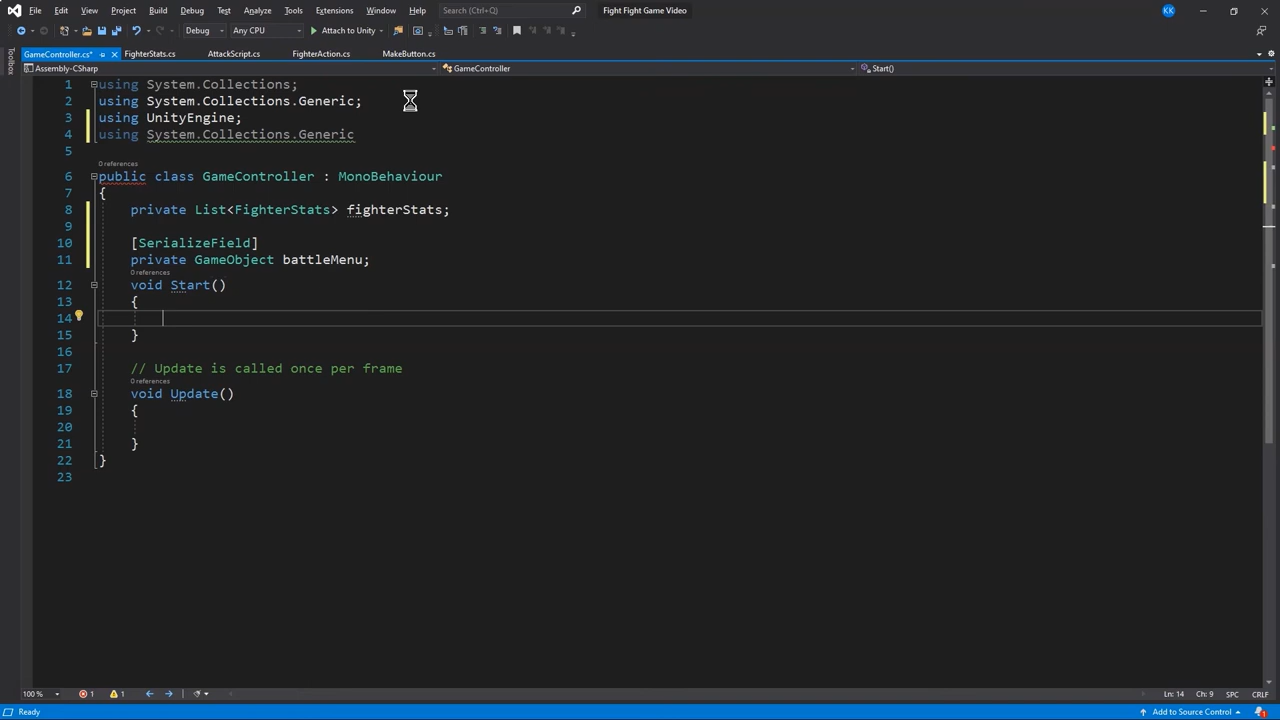 File Edit View Git Project Build Debug Test Analyze Tools Extensions Window Help Search (Ctrl+Q) Fight Fight Game Video KK
Debug Any CPU Attach to Unity
GameController.cs* FighterStats.cs AttackScript.cs FighterAction.cs MakeButton.cs
Toolbox
Assembly-CSharp GameController Start()
1 using System.Collections;
2 using System.Collections.Generic;
3 using UnityEngine;
4 using System.Collections.Generic
5
0 references
6 public class GameController : MonoBehaviour
7 {
8 private List<FighterStats> fighterStats;
9
10 [SerializeField]
11 private GameObject battleMenu;
0 references
12 void Start()
13 {
14
15 }
16
17 // Update is called once per frame
0 references
18 void Update()
19 {
20
21 }
22 }
23
100 % 1 1 Ln: 14 Ch: 9 SPC CRLF
Ready Add to Source Control 1